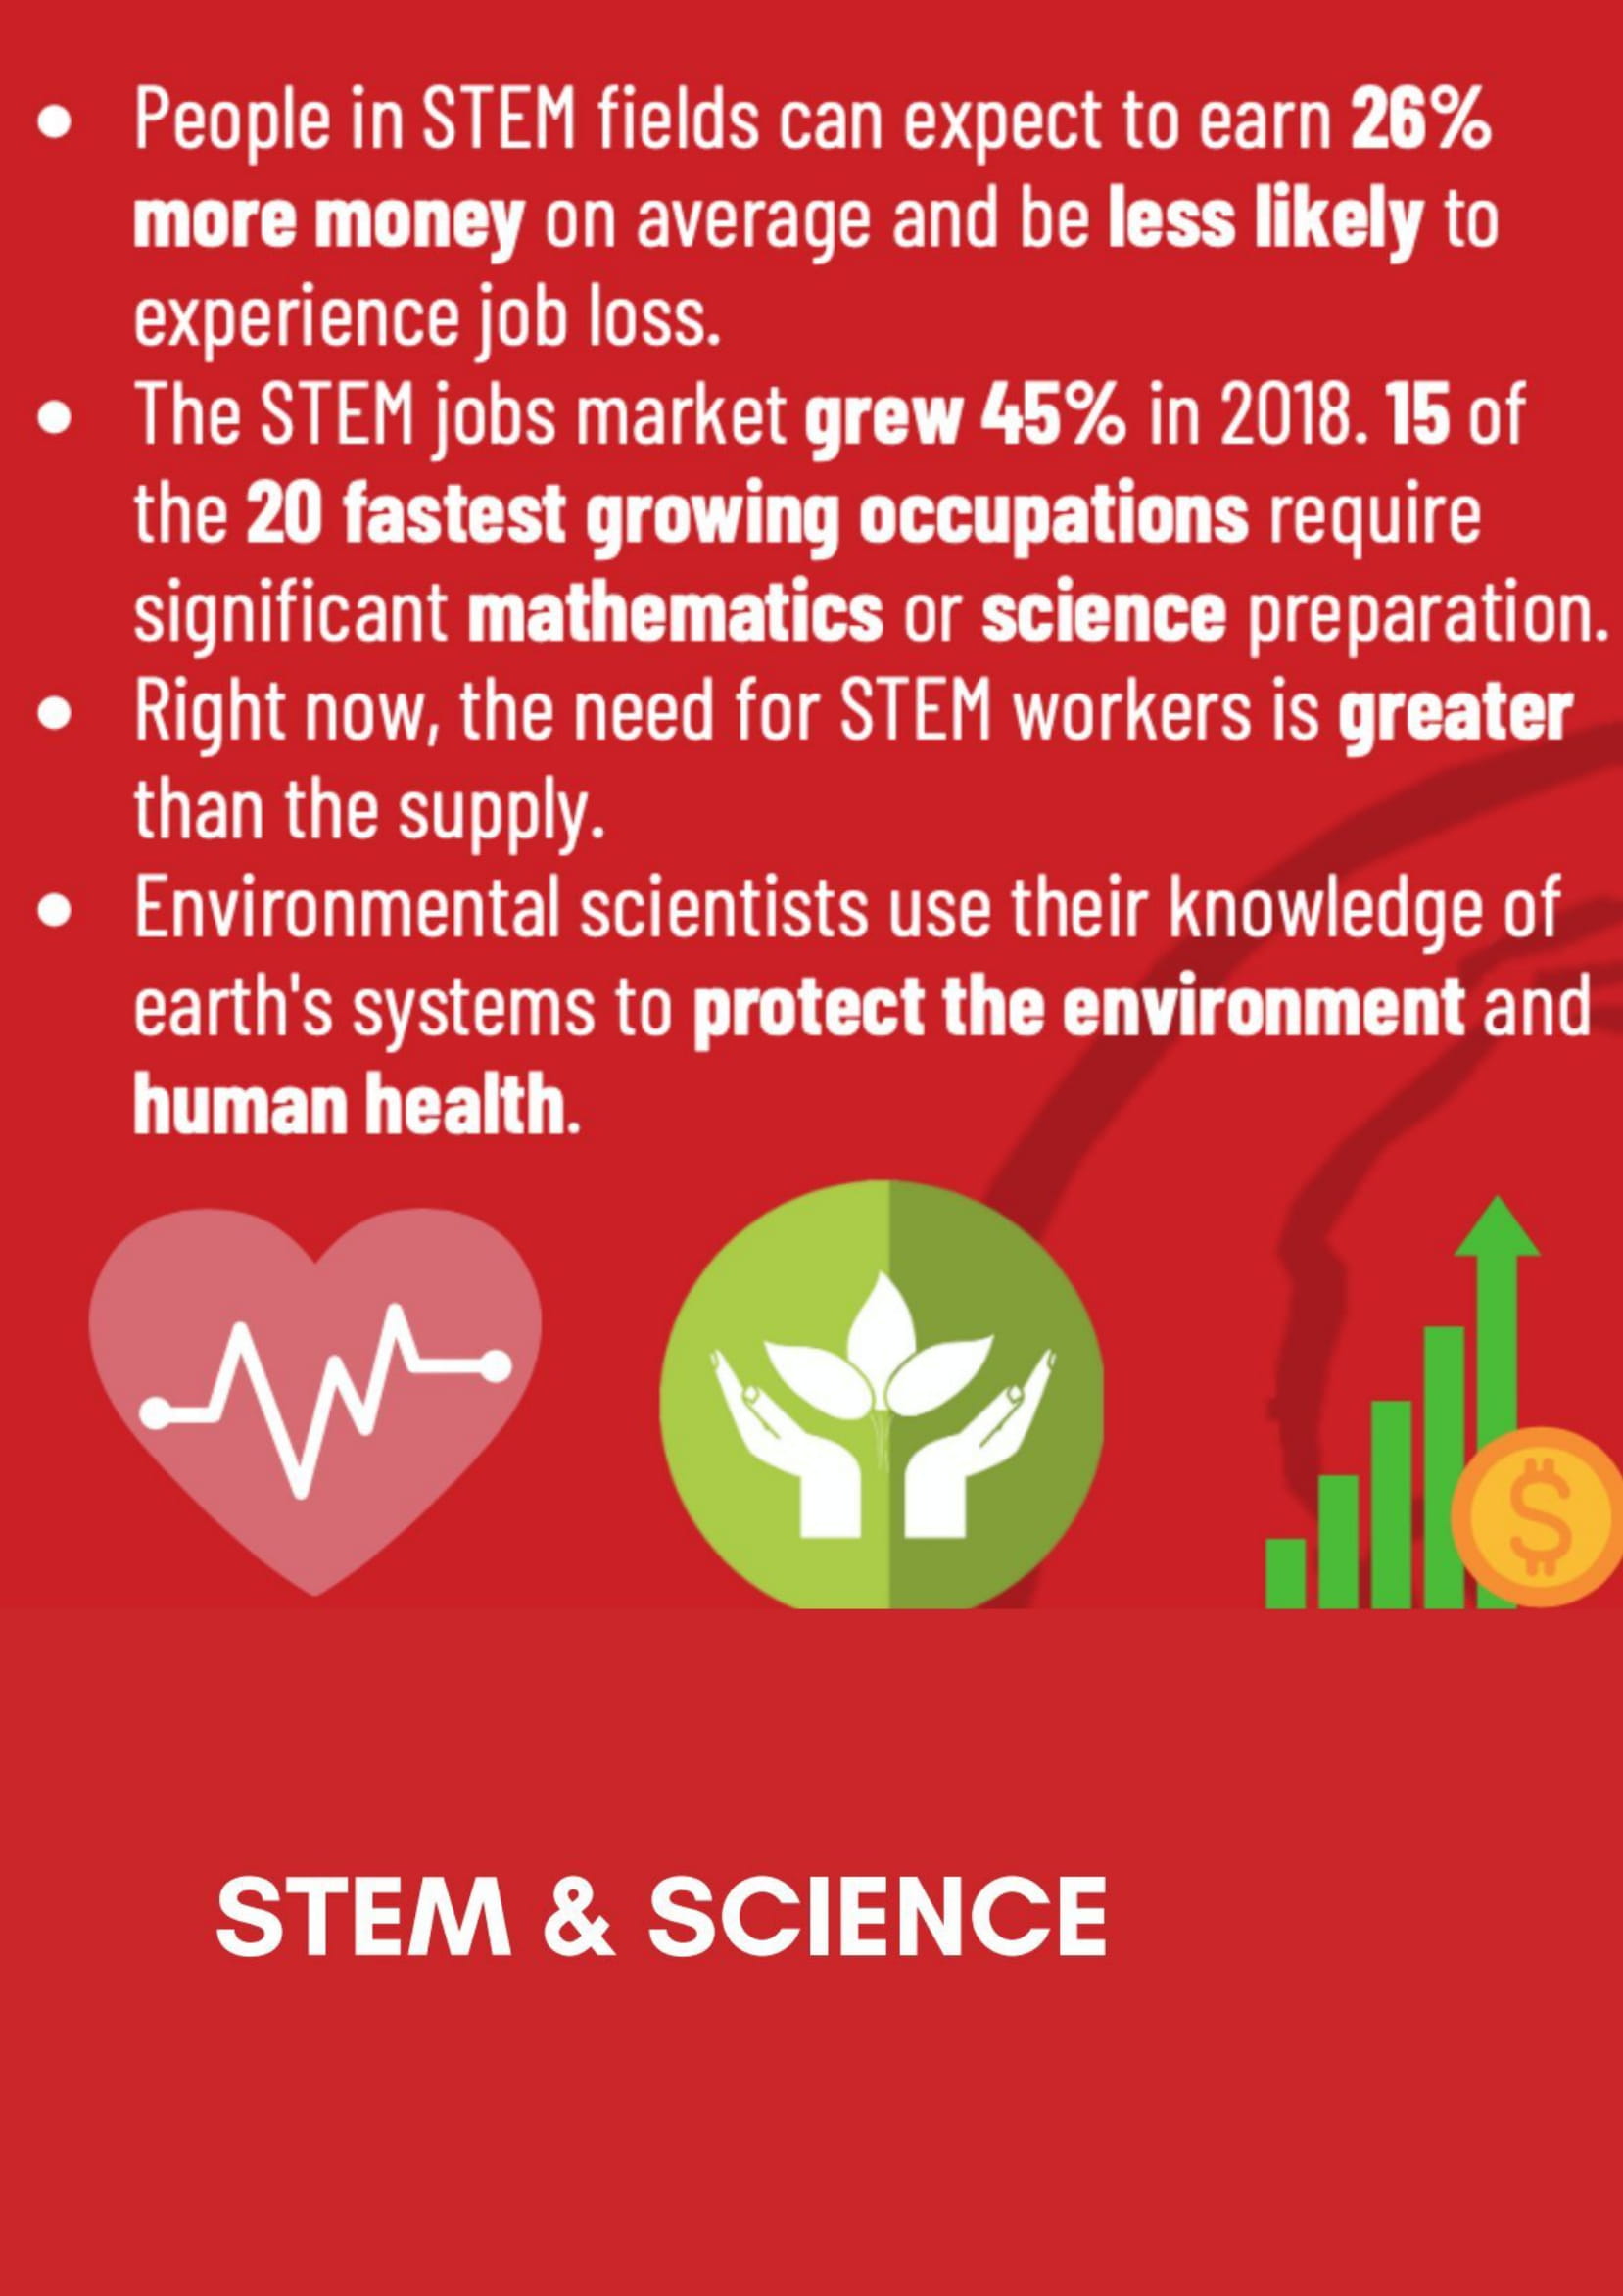 • People in STEM fields can expect to earn 26%
more money on average and be less likely to
experience job loss.
• The STEM jobs market grew 45% in 2018. 15 of
the 20 fastest growing occupations require
significant mathematics or science preparation.
• Right now, the need for STEM workers is greater
than the supply.
• Environmental scientists use their knowledge of
earth's systems to protect the environment and
human health.
$
STEM & SCIENCE